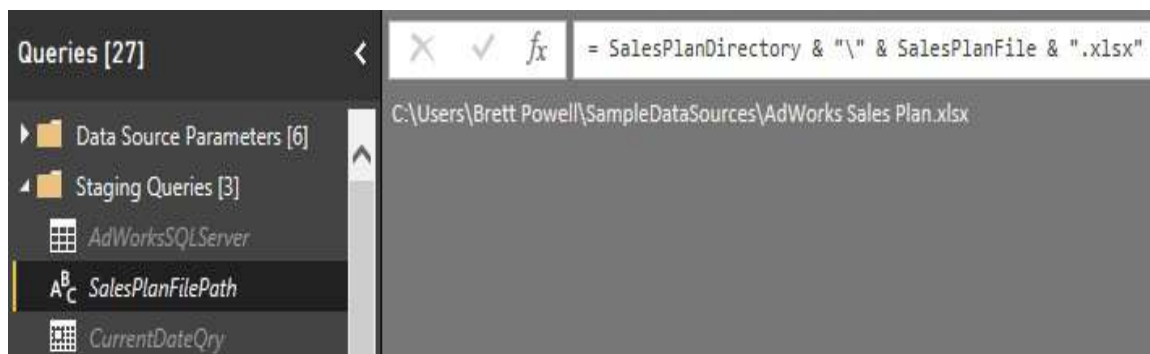 Queries [27]
fx
= SalesPlanDirectory & "\" & SalesPlanFile & ".xlsx"
C:\Users\Brett Powell\SampleDataSources\AdWorks Sales Plan.xlsx
Data Source Parameters [6]
Staging Queries [3]
AdWorksSQLServer
ABC SalesPlanFilePath
CurrentDateQry